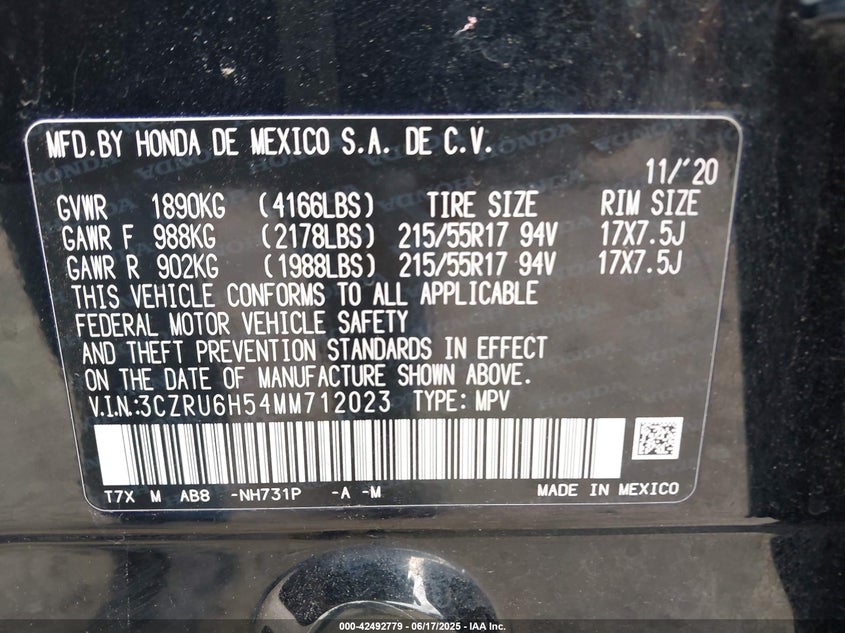 MFD.BY HONDA DE MEXICO S.A. DE C.V.
11/'20
GVWR 1890KG (4166LBS) TIRE SIZE RIM SIZE
GAWR F 988KG (2178LBS) 215/55R17 94V 17X7.5J
GAWR R 902KG (1988LBS) 215/55R17 94V 17X7.5J
THIS VEHICLE CONFORMS TO ALL APPLICABLE
FEDERAL MOTOR VEHICLE SAFETY
AND THEFT PREVENTION STANDARDS IN EFFECT
ON THE DATE OF MANUFACTURE SHOWN ABOVE.
V.I.N.:3CZRU6H54MM712023 TYPE: MPV
T7X M AB8 -NH731P -A -M MADE IN MEXICO
000-42492779 - 06/17/2025 - IAA Inc.